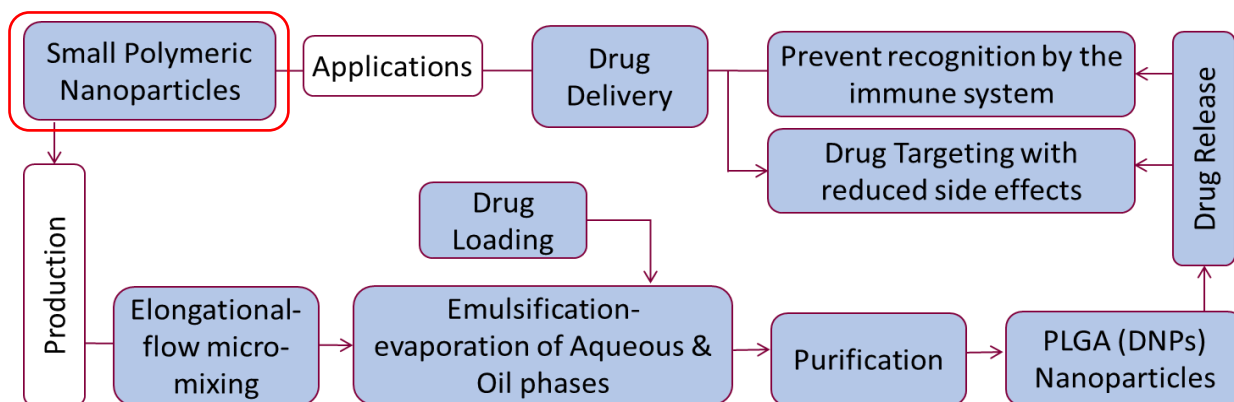 Small Polymeric
Nanoparticles
Applications
Drug
Delivery
Prevent recognition by the
immune system
Drug Targeting with
reduced side effects
Drug Release
Production
Drug
Loading
Elongational-
flow micro-
mixing
Emulsification-
evaporation of Aqueous &
Oil phases
Purification
PLGA (DNPs)
Nanoparticles